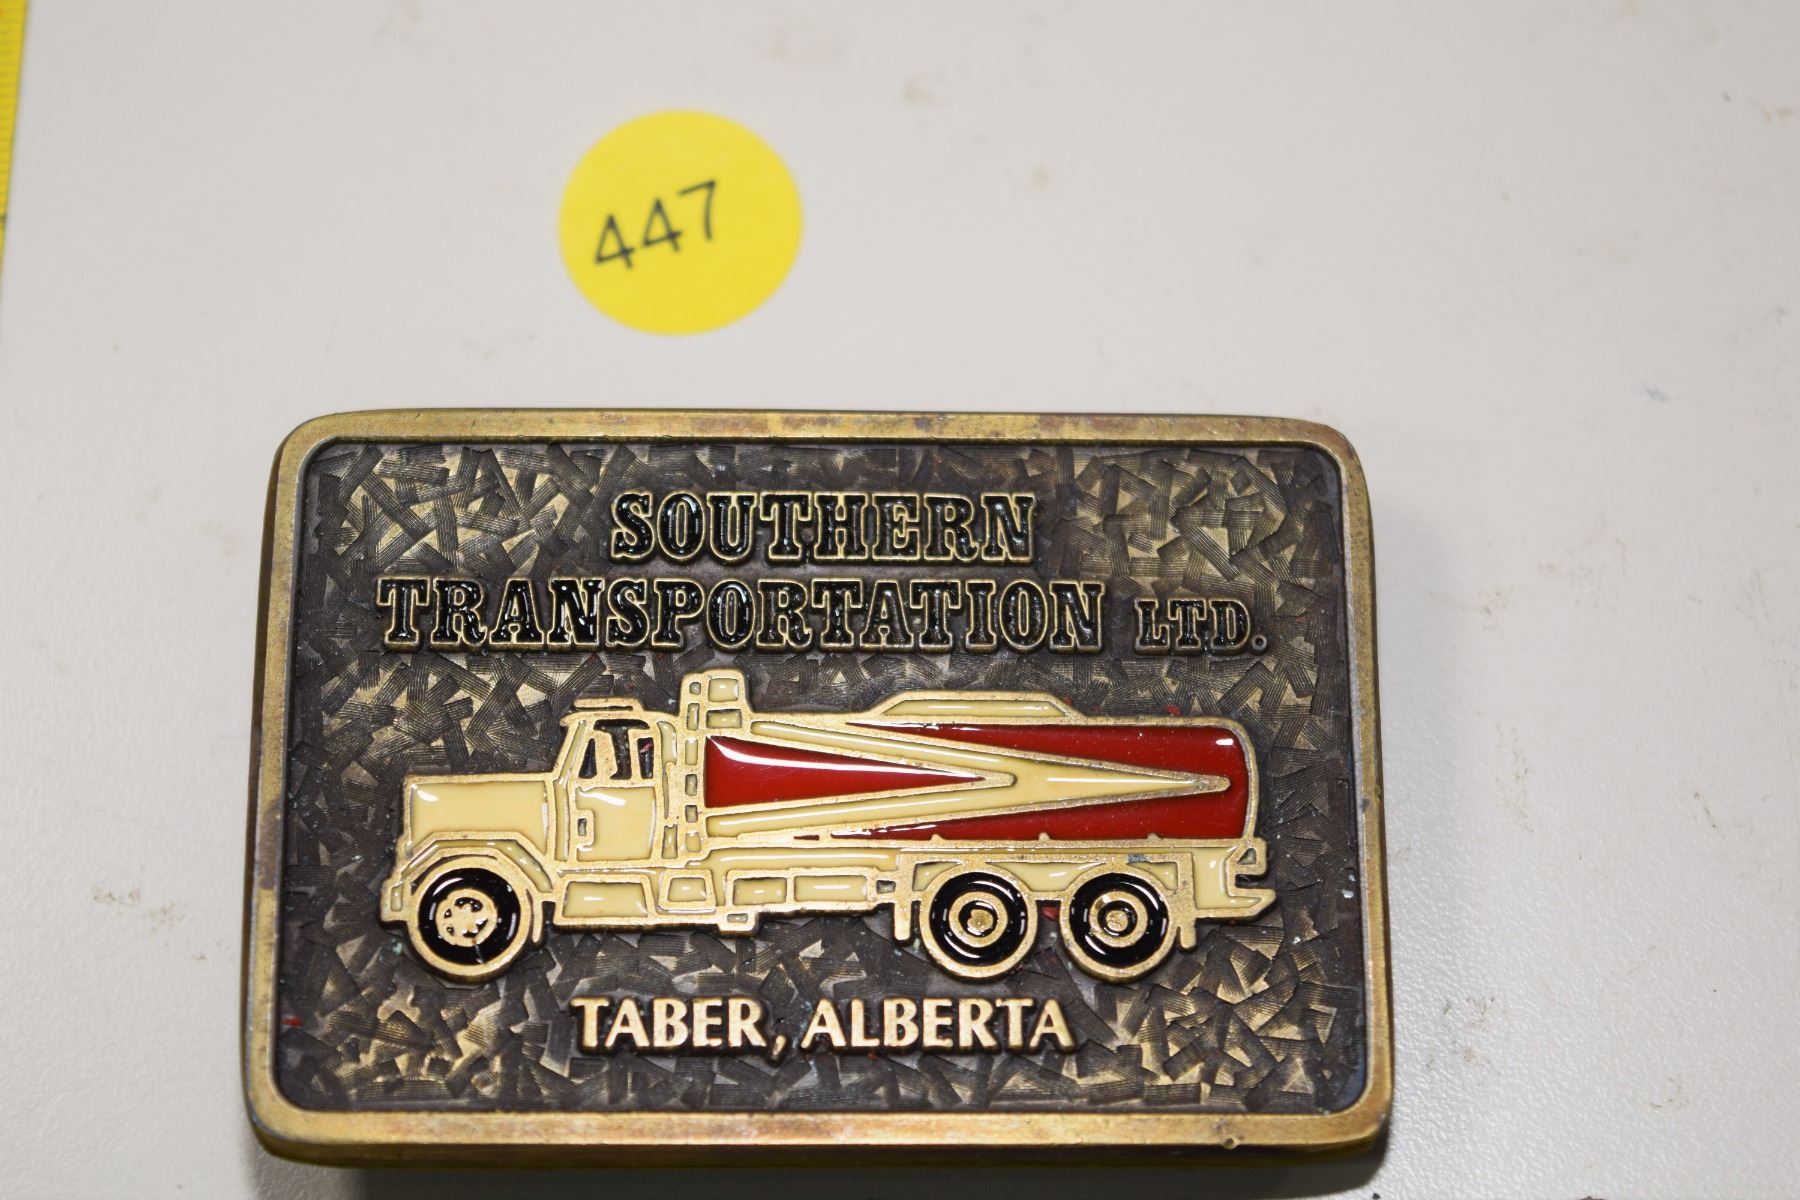 447
SOUTHERN
TRANSPORTATION LTD.
TABER, ALBERTA